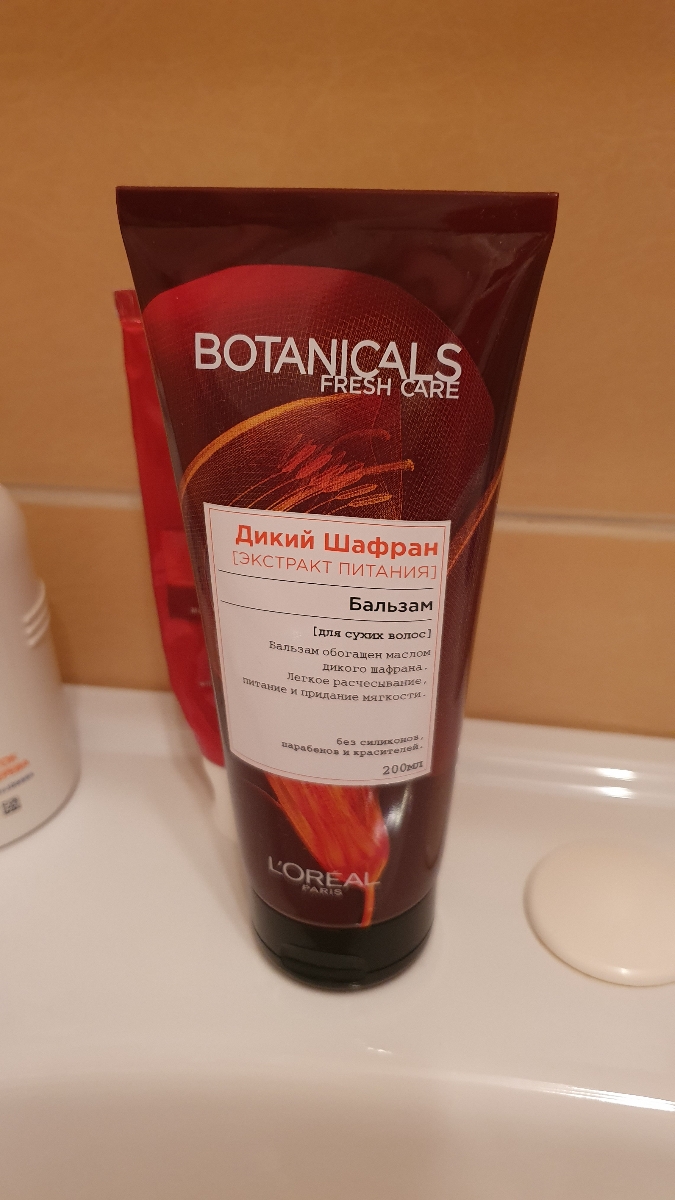 BOTANICALS
FRESH CARE
Дикий Шафран
[ЭКСТРАКТ ПИТАНИЯ]
Бальзам
[для сухих волос]
Бальзам обогащен маслом
дикого шафрана.
Легкое расчесывание,
питание и придание мягкости.
без силиконов,
парабенов и красителей.
200мл
L'ORÉAL
PARIS